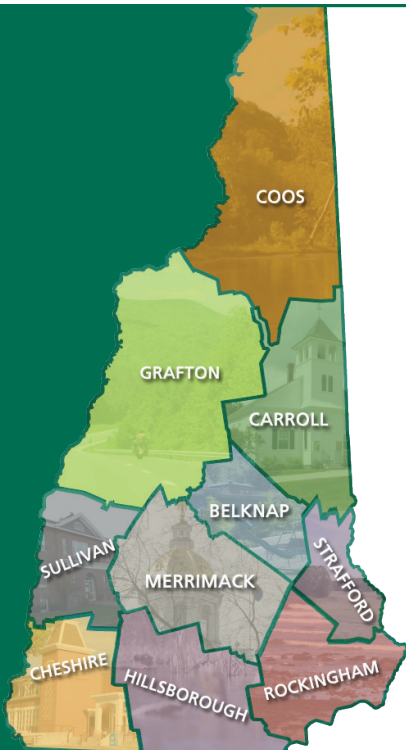 COOS
GRAFTON
CARROLL
BELKNAP
SULLIVAN
STRAFFORD
MERRIMACK
CHESHIRE
HILLSBOROUGH
ROCKINGHAM